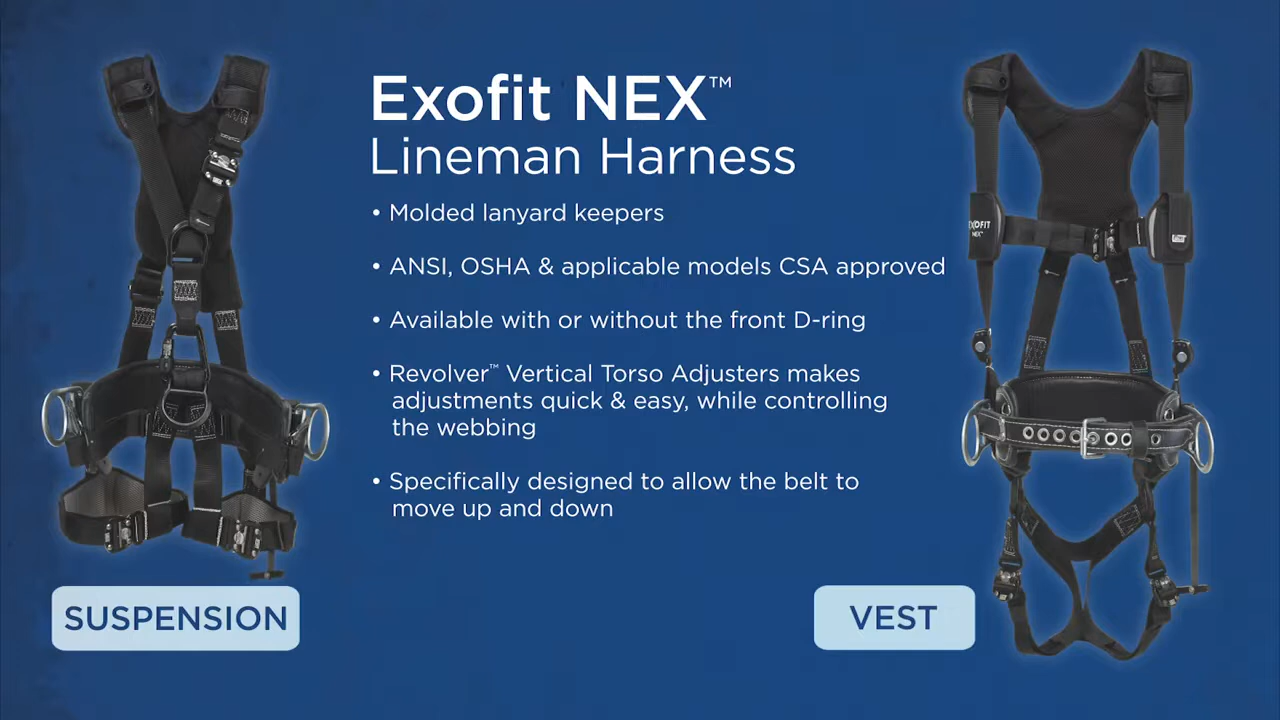 Exofit NEX™
Lineman Harness
• Molded lanyard keepers
• ANSI, OSHA & applicable models CSA approved
• Available with or without the front D-ring
• Revolver™ Vertical Torso Adjusters makes
adjustments quick & easy, while controlling
the webbing
• Specifically designed to allow the belt to
move up and down
EXOFIT
NEX™
SUSPENSION
VEST